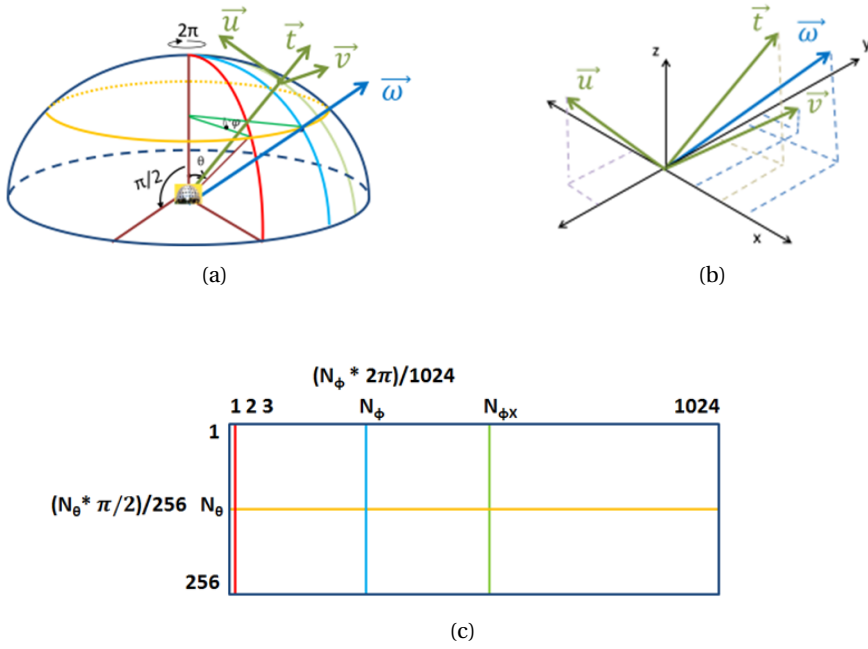 2π
u
t
v
ω
φ
θ
π/2
(a)
z
t
ω
y
u
v
x
(b)
(N_ϕ * 2π)/1024
1 2 3 N_ϕ N_ϕx 1024
1
(N_θ * π/2)/256 N_θ
256
(c)